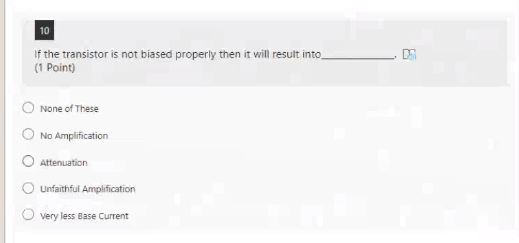 10
If the transistor is not biased properly then it will result into______________.
(1 Point)
None of These
No Amplification
Attenuation
Unfaithful Amplification
Very less Base Current